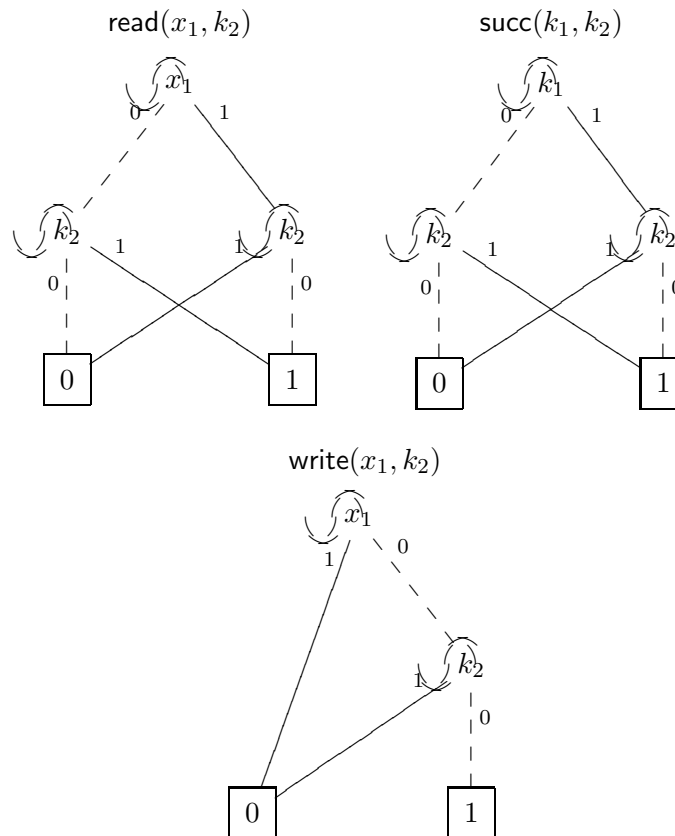 read(x₁, k₂) succ(k₁, k₂)
x₁ k₁
0 1 0 1
k₂ k₂ k₂ k₂
1 1 1 1
0 0 0 0
0 1 0 1
write(x₁, k₂)
x₁
1 0
k₂
1
0
0 1